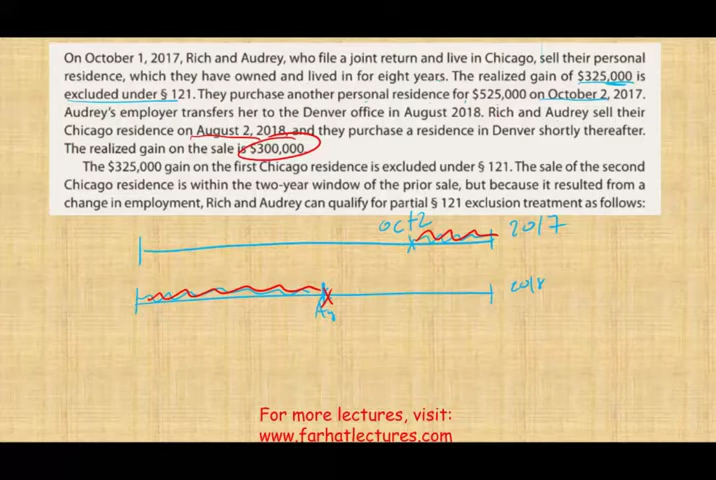 On October 1, 2017, Rich and Audrey, who file a joint return and live in Chicago, sell their personal
residence, which they have owned and lived in for eight years. The realized gain of $325,000 is
excluded under § 121. They purchase another personal residence for $525,000 on October 2, 2017.
Audrey's employer transfers her to the Denver office in August 2018. Rich and Audrey sell their
Chicago residence on August 2, 2018, and they purchase a residence in Denver shortly thereafter.
The realized gain on the sale is $300,000.
The $325,000 gain on the first Chicago residence is excluded under § 121. The sale of the second
Chicago residence is within the two-year window of the prior sale, but because it resulted from a
change in employment, Rich and Audrey can qualify for partial § 121 exclusion treatment as follows:
Oct 2 2017
2018
For more lectures, visit:
www.farhatlectures.com